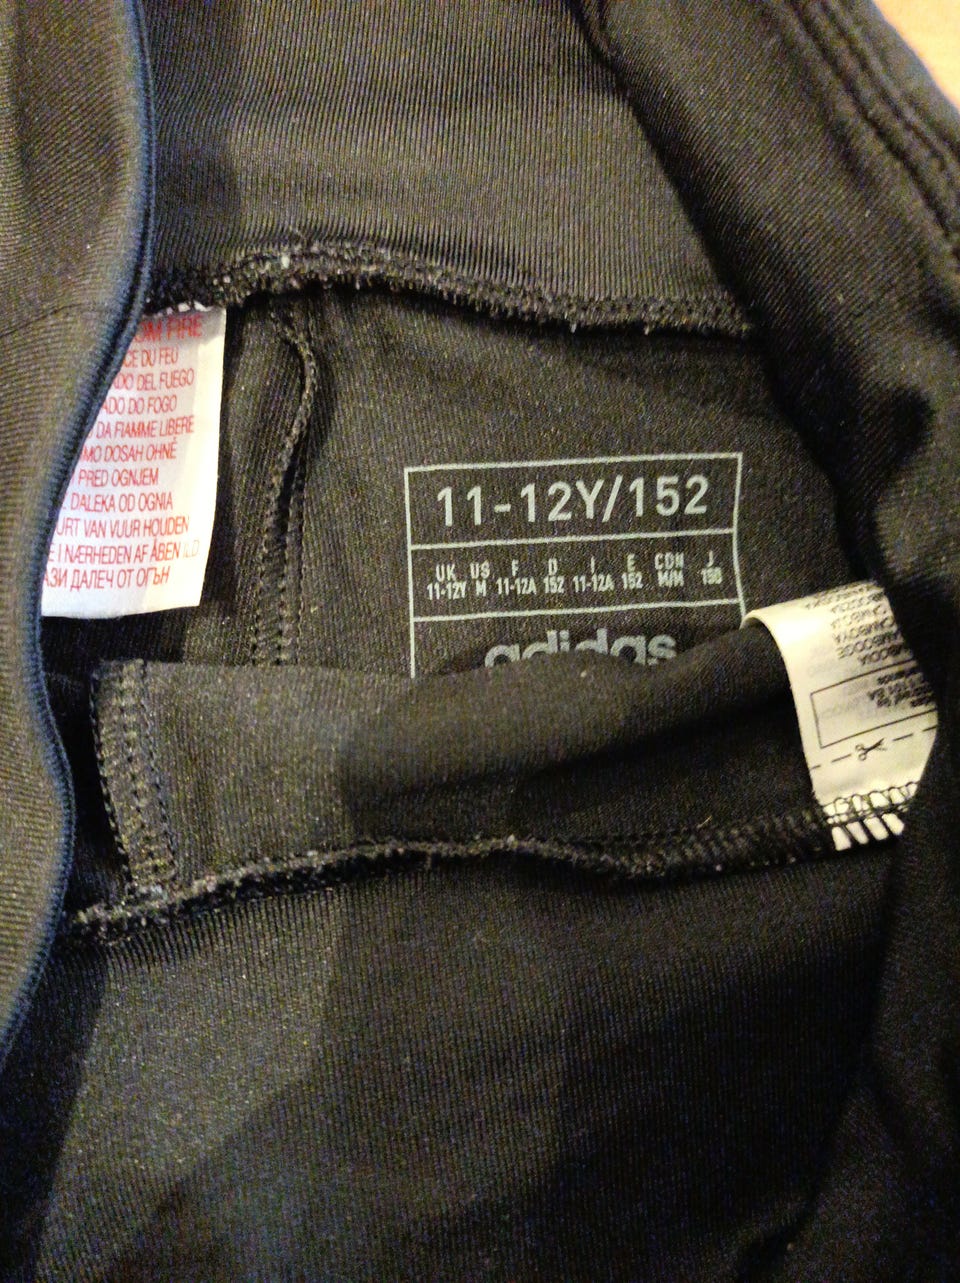 OM FIRE
CE DU FEU
ADO DEL FUEGO
ADO DO FOGO
DA FIAMME LIBERE
MO DOSAH OHNĚ
PRED OGNJEM
DALEKA OD OGNIA
URT VAN VUUR HOUDEN
E I NÆRHEDEN AF ÅBEN ILD
АЗИ ДАЛЕЧ ОТ ОГЪН
11-12Y/152
UK US F D I E CDN J
11-12Y M 11-12A 152 11-12A 152 M/M 150
adidas
CAMBODGE